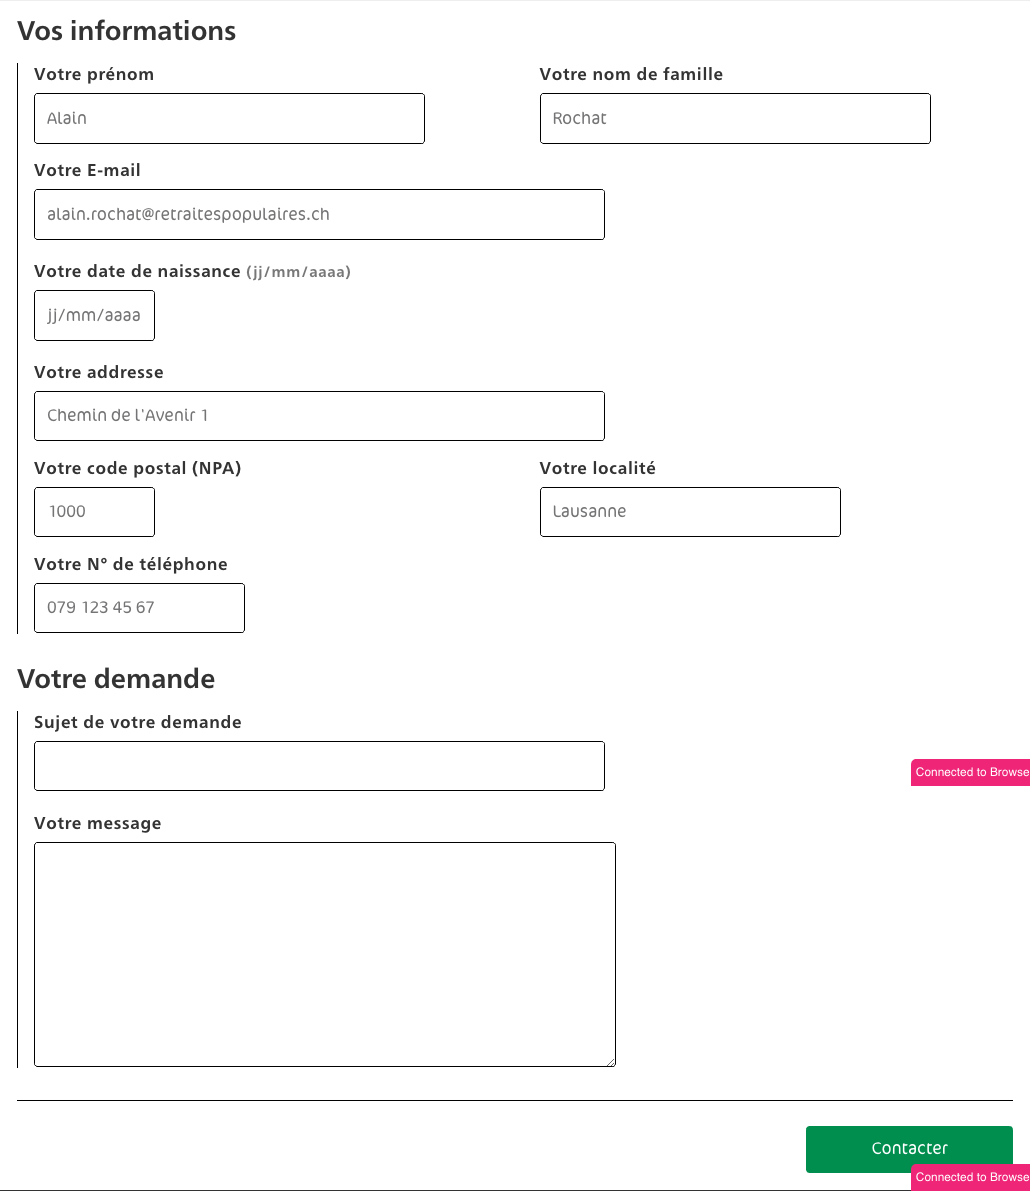 Vos informations
Votre prénom
Votre nom de famille
Alain
Rochat
Votre E-mail
alain.rochat@retraitespopulaires.ch
Votre date de naissance (jj/mm/aaaa)
jj/mm/aaaa
Votre addresse
Chemin de l'Avenir 1
Votre code postal (NPA)
Votre localité
1000
Lausanne
Votre N° de téléphone
079 123 45 67
Votre demande
Sujet de votre demande
Connected to Browse
Votre message
Contacter
Connected to Browse